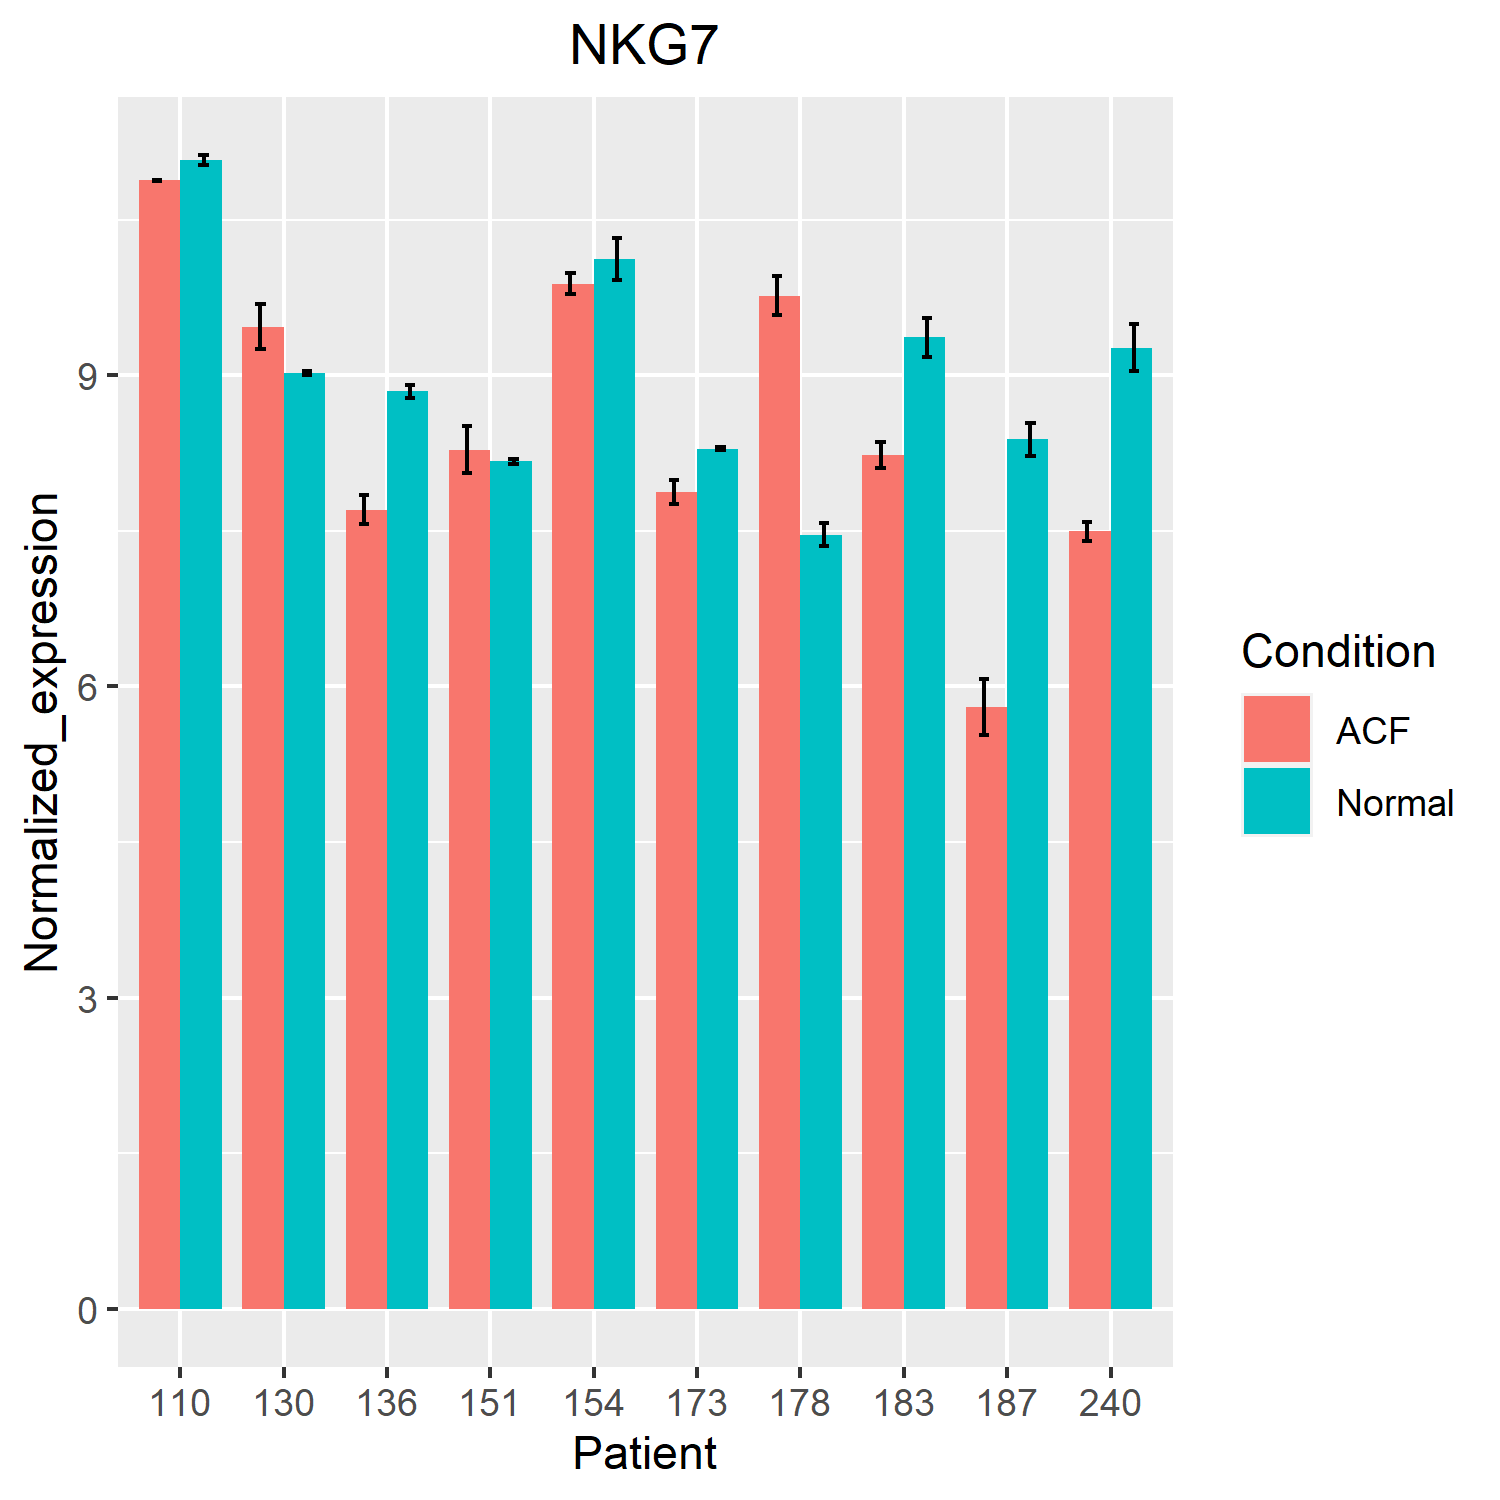 NKG7
Normalized_expression
9
6
3
0
110 130 136 151 154 173 178 183 187 240
Patient
Condition
ACF
Normal